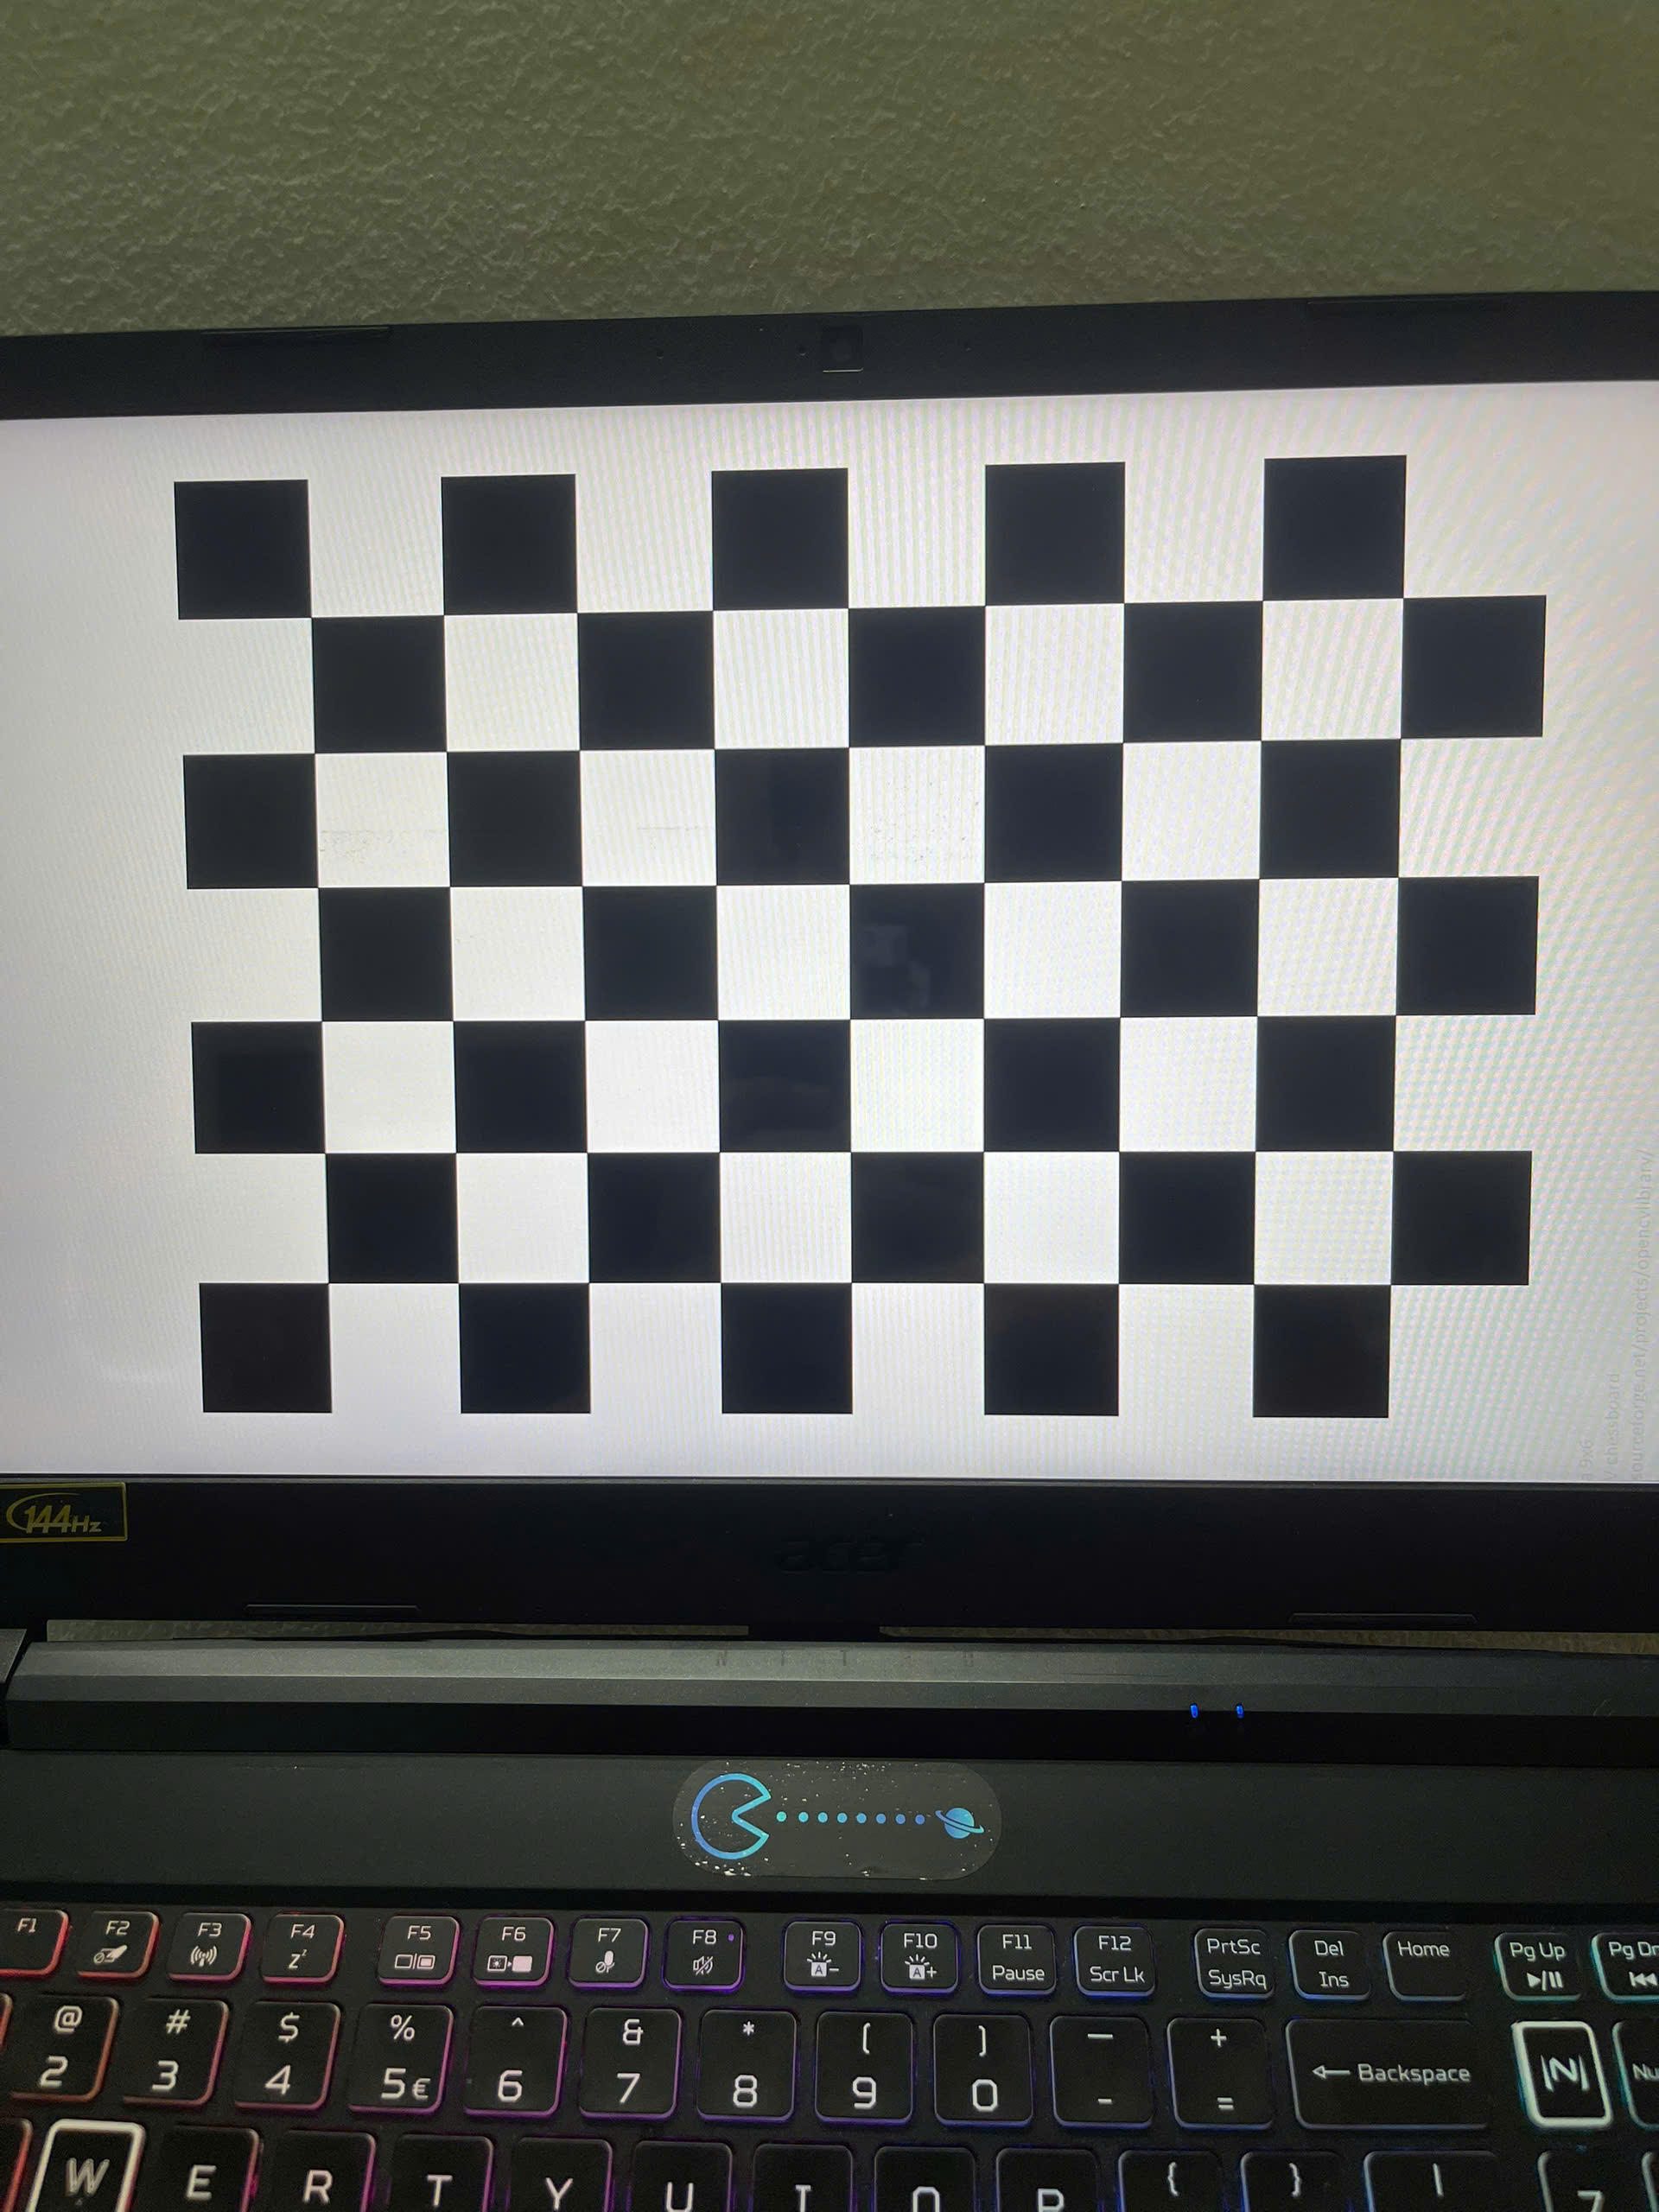 a 9x6
V chessboard
sourceforge.net/projects/opencvlibrary/
144Hz
acer
N I T R O
F1 F2 F3 F4 F5 F6 F7 F8 F9 F10 F11 F12 PrtSc Del Home Pg Up Pg Dn
zz A- A+ Pause Scr Lk SysRq Ins
@ # $ % ^ & * ( ) — +
2 3 4 5€ 6 7 8 9 0 - = Backspace N Nu
W E R T Y U I O P { } | 7